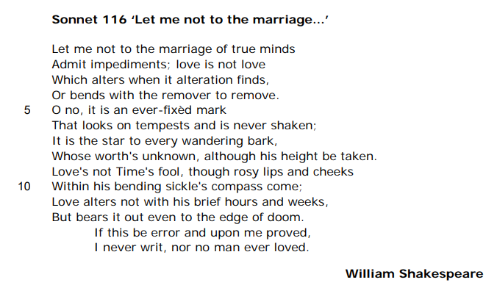 Sonnet 116 ‘Let me not to the marriage...’
Let me not to the marriage of true minds
Admit impediments; love is not love
Which alters when it alteration finds,
Or bends with the remover to remove.
5 O no, it is an ever-fixèd mark
That looks on tempests and is never shaken;
It is the star to every wandering bark,
Whose worth's unknown, although his height be taken.
Love's not Time's fool, though rosy lips and cheeks
10 Within his bending sickle's compass come;
Love alters not with his brief hours and weeks,
But bears it out even to the edge of doom.
If this be error and upon me proved,
I never writ, nor no man ever loved.
William Shakespeare